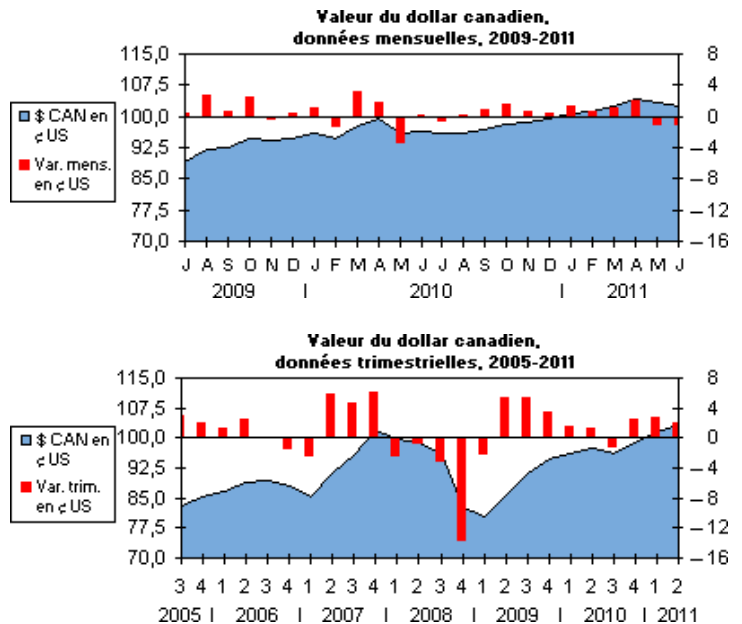 Valeur du dollar canadien,
données mensuelles, 2009-2011
115,0
107,5
100,0
92,5
85,0
77,5
70,0
8
4
0
– 4
– 8
– 12
– 16
$ CAN en
¢ US
Var. mens.
en ¢ US
J A S O N D J F M A M J J A S O N D J F M A M J
2009 | 2010 | 2011
Valeur du dollar canadien,
données trimestrielles, 2005-2011
115,0
107,5
100,0
92,5
85,0
77,5
70,0
8
4
0
– 4
– 8
– 12
– 16
$ CAN en
¢ US
Var. trim.
en ¢ US
3 4 1 2 3 4 1 2 3 4 1 2 3 4 1 2 3 4 1 2 3 4 1 2
2005 | 2006 | 2007 | 2008 | 2009 | 2010 | 2011